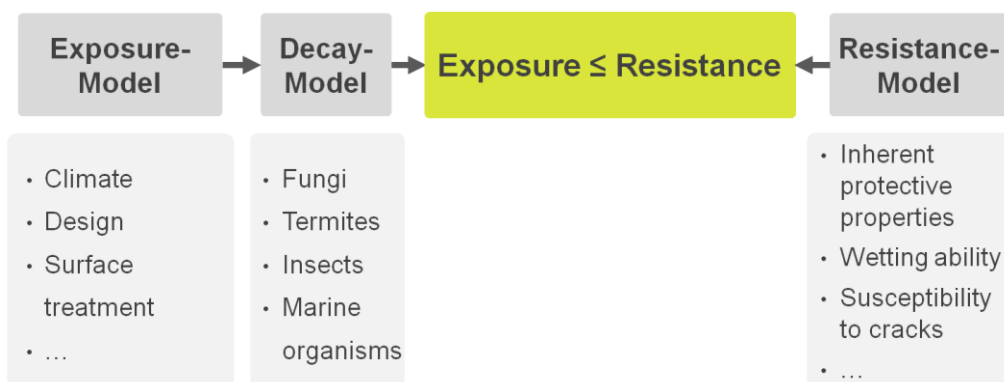 Exposure-
Model
Decay-
Model
Exposure ≤ Resistance
Resistance-
Model
• Climate
• Design
• Surface
treatment
• ...
• Fungi
• Termites
• Insects
• Marine
organisms
• Inherent
protective
properties
• Wetting ability
• Susceptibility
to cracks
• ...